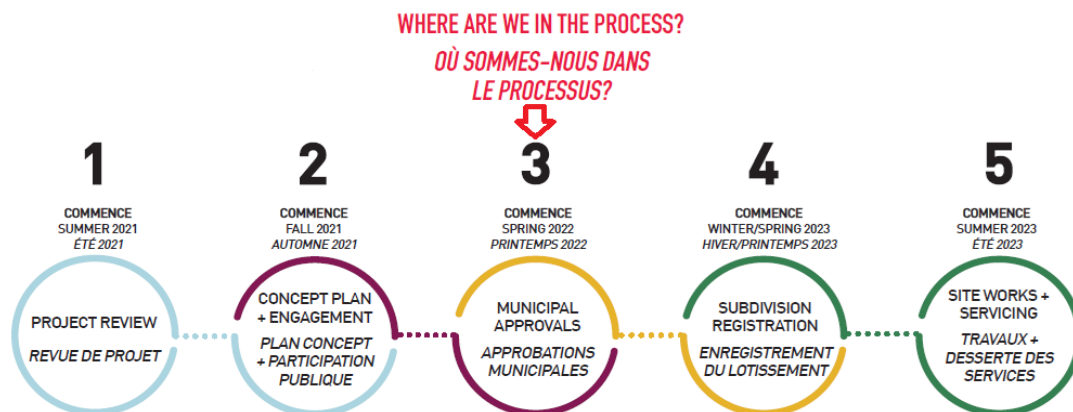 WHERE ARE WE IN THE PROCESS?
OÙ SOMMES-NOUS DANS
LE PROCESSUS?
1
COMMENCE
SUMMER 2021
ÉTÉ 2021
PROJECT REVIEW
REVUE DE PROJET
2
COMMENCE
FALL 2021
AUTOMNE 2021
CONCEPT PLAN
+ ENGAGEMENT
PLAN CONCEPT
+ PARTICIPATION
PUBLIQUE
3
COMMENCE
SPRING 2022
PRINTEMPS 2022
MUNICIPAL
APPROVALS
APPROBATIONS
MUNICIPALES
4
COMMENCE
WINTER/SPRING 2023
HIVER/PRINTEMPS 2023
SUBDIVISION
REGISTRATION
ENREGISTREMENT
DU LOTISSEMENT
5
COMMENCE
SUMMER 2023
ÉTÉ 2023
SITE WORKS +
SERVICING
TRAVAUX +
DESSERTE DES
SERVICES